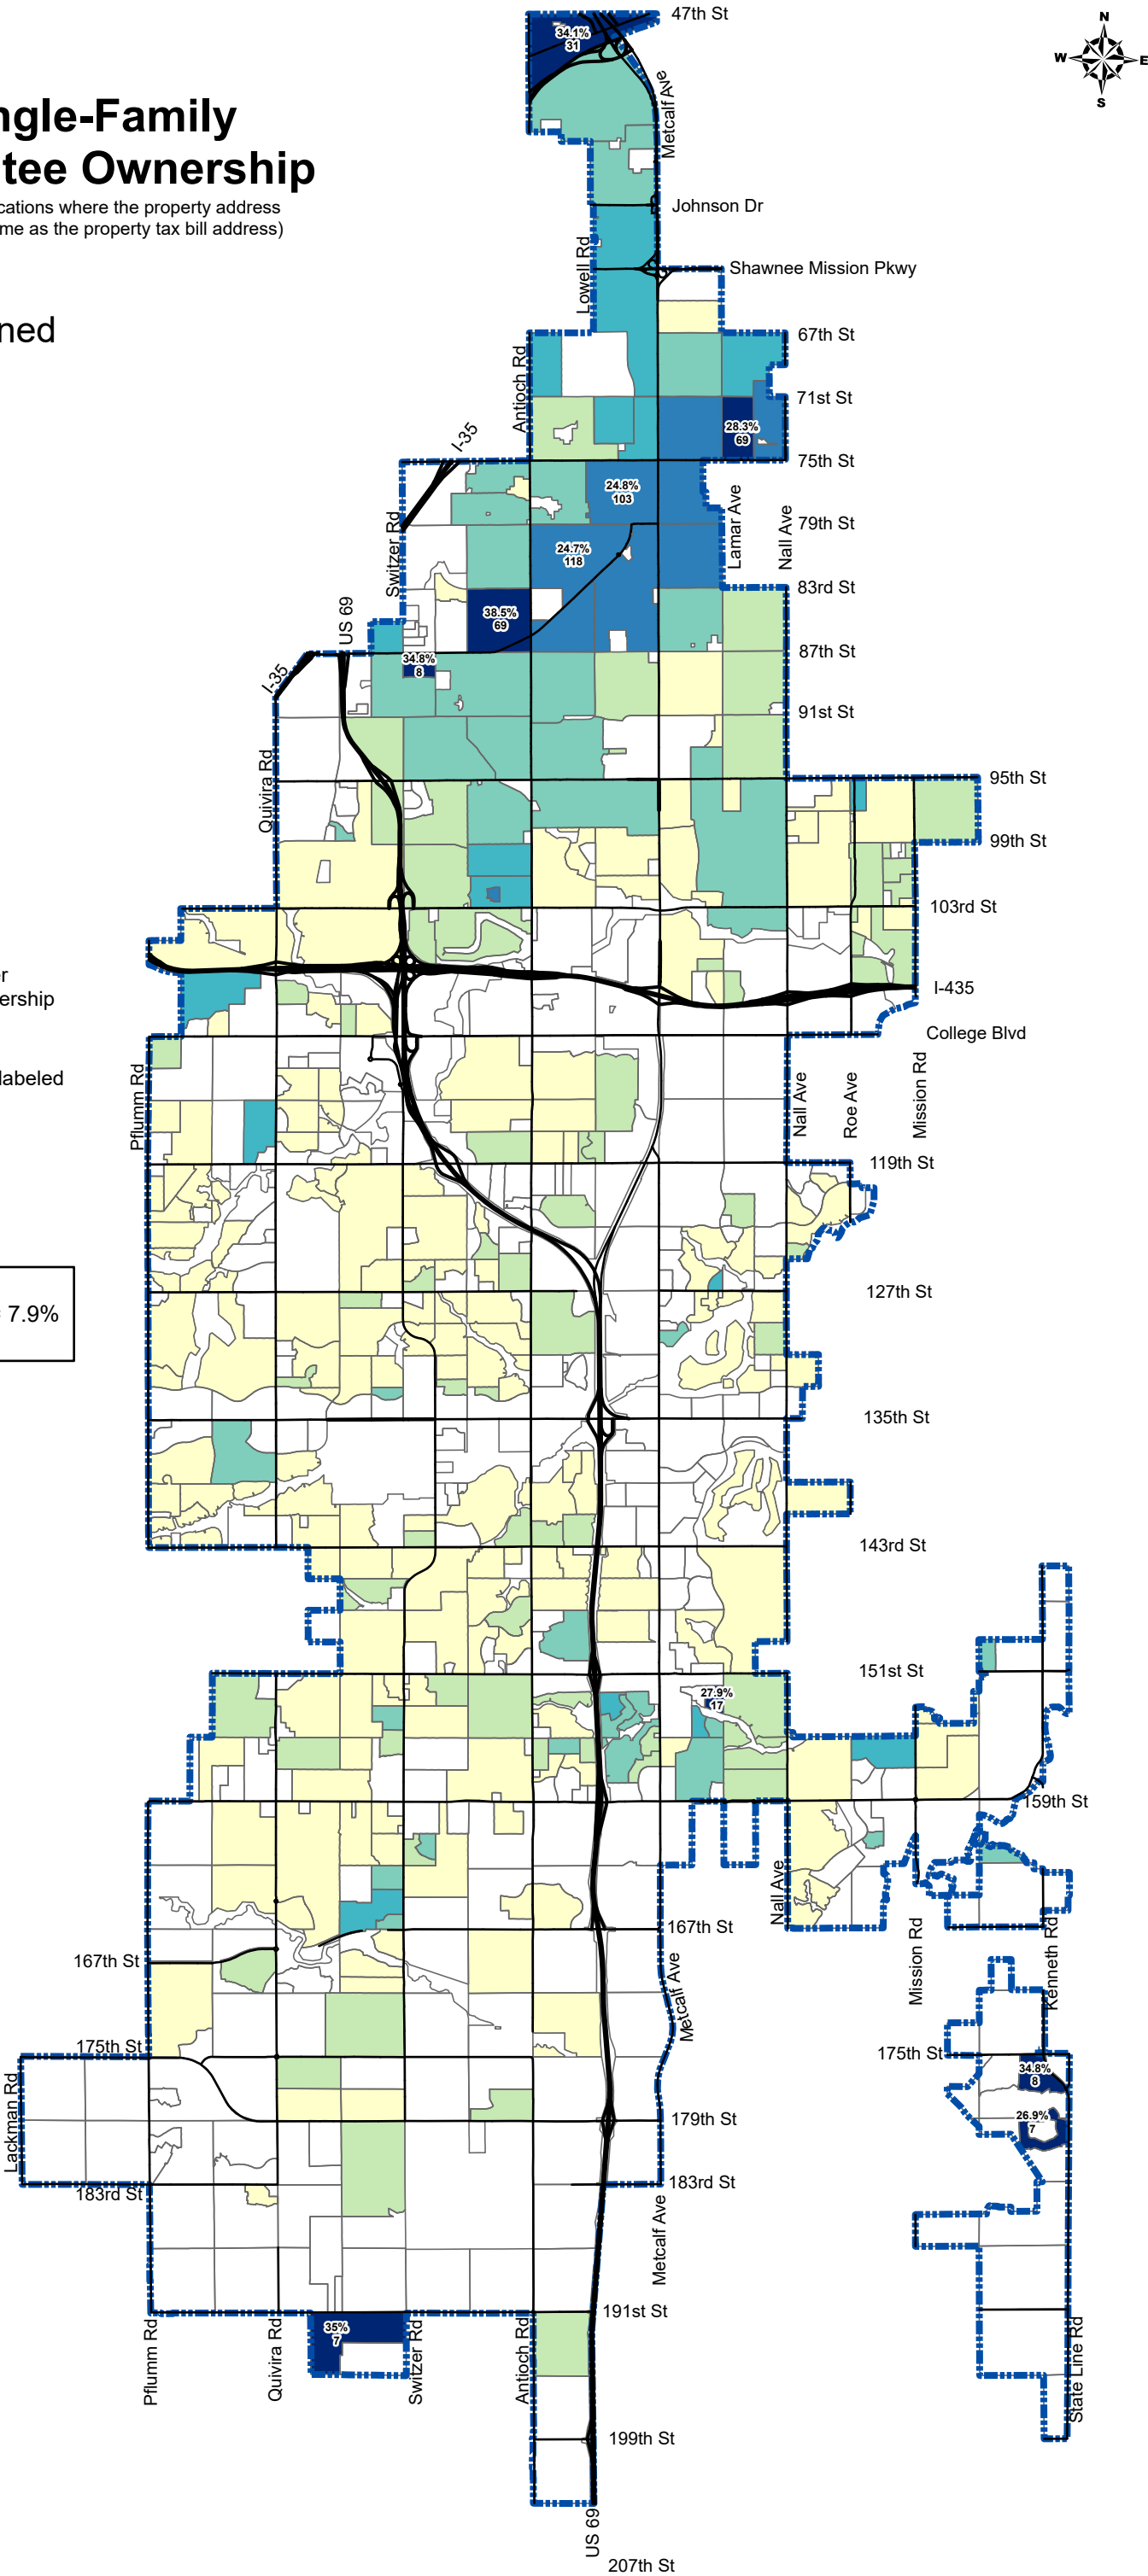 47th St
N
W
E
S
34.1%
31
ngle-Family
tee Ownership
cations where the property address
me as the property tax bill address)
Metcalf Ave
Johnson Dr
Lowell Rd
Shawnee Mission Pkwy
ned
67th St
Antioch Rd
71st St
28.3%
69
I-35
75th St
24.8%
103
Lamar Ave
Nall Ave
79th St
Switzer Rd
24.7%
118
83rd St
38.5%
69
US 69
87th St
34.8%
8
I-35
91st St
Quivira Rd
95th St
99th St
103rd St
r
ership
I-435
College Blvd
labeled
Pflumm Rd
Nall Ave
Roe Ave
Mission Rd
119th St
127th St
7.9%
135th St
143rd St
151st St
27.9%
17
159th St
Nall Ave
167th St
Mission Rd
Kenneth Rd
167th St
Metcalf Ave
175th St
175th St
34.8%
8
Lackman Rd
26.9%
7
179th St
183rd St
183rd St
Metcalf Ave
191st St
35%
7
Pflumm Rd
Quivira Rd
Switzer Rd
Antioch Rd
State Line Rd
199th St
US 69
207th St